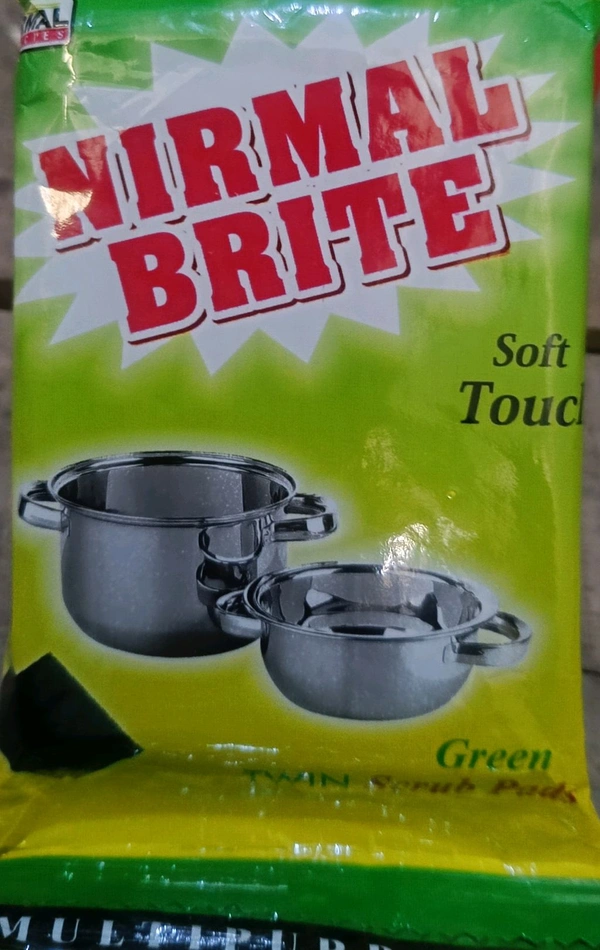 NIRMAL
BRITE
Soft
Touch
Green
TWIN Scrub Pads